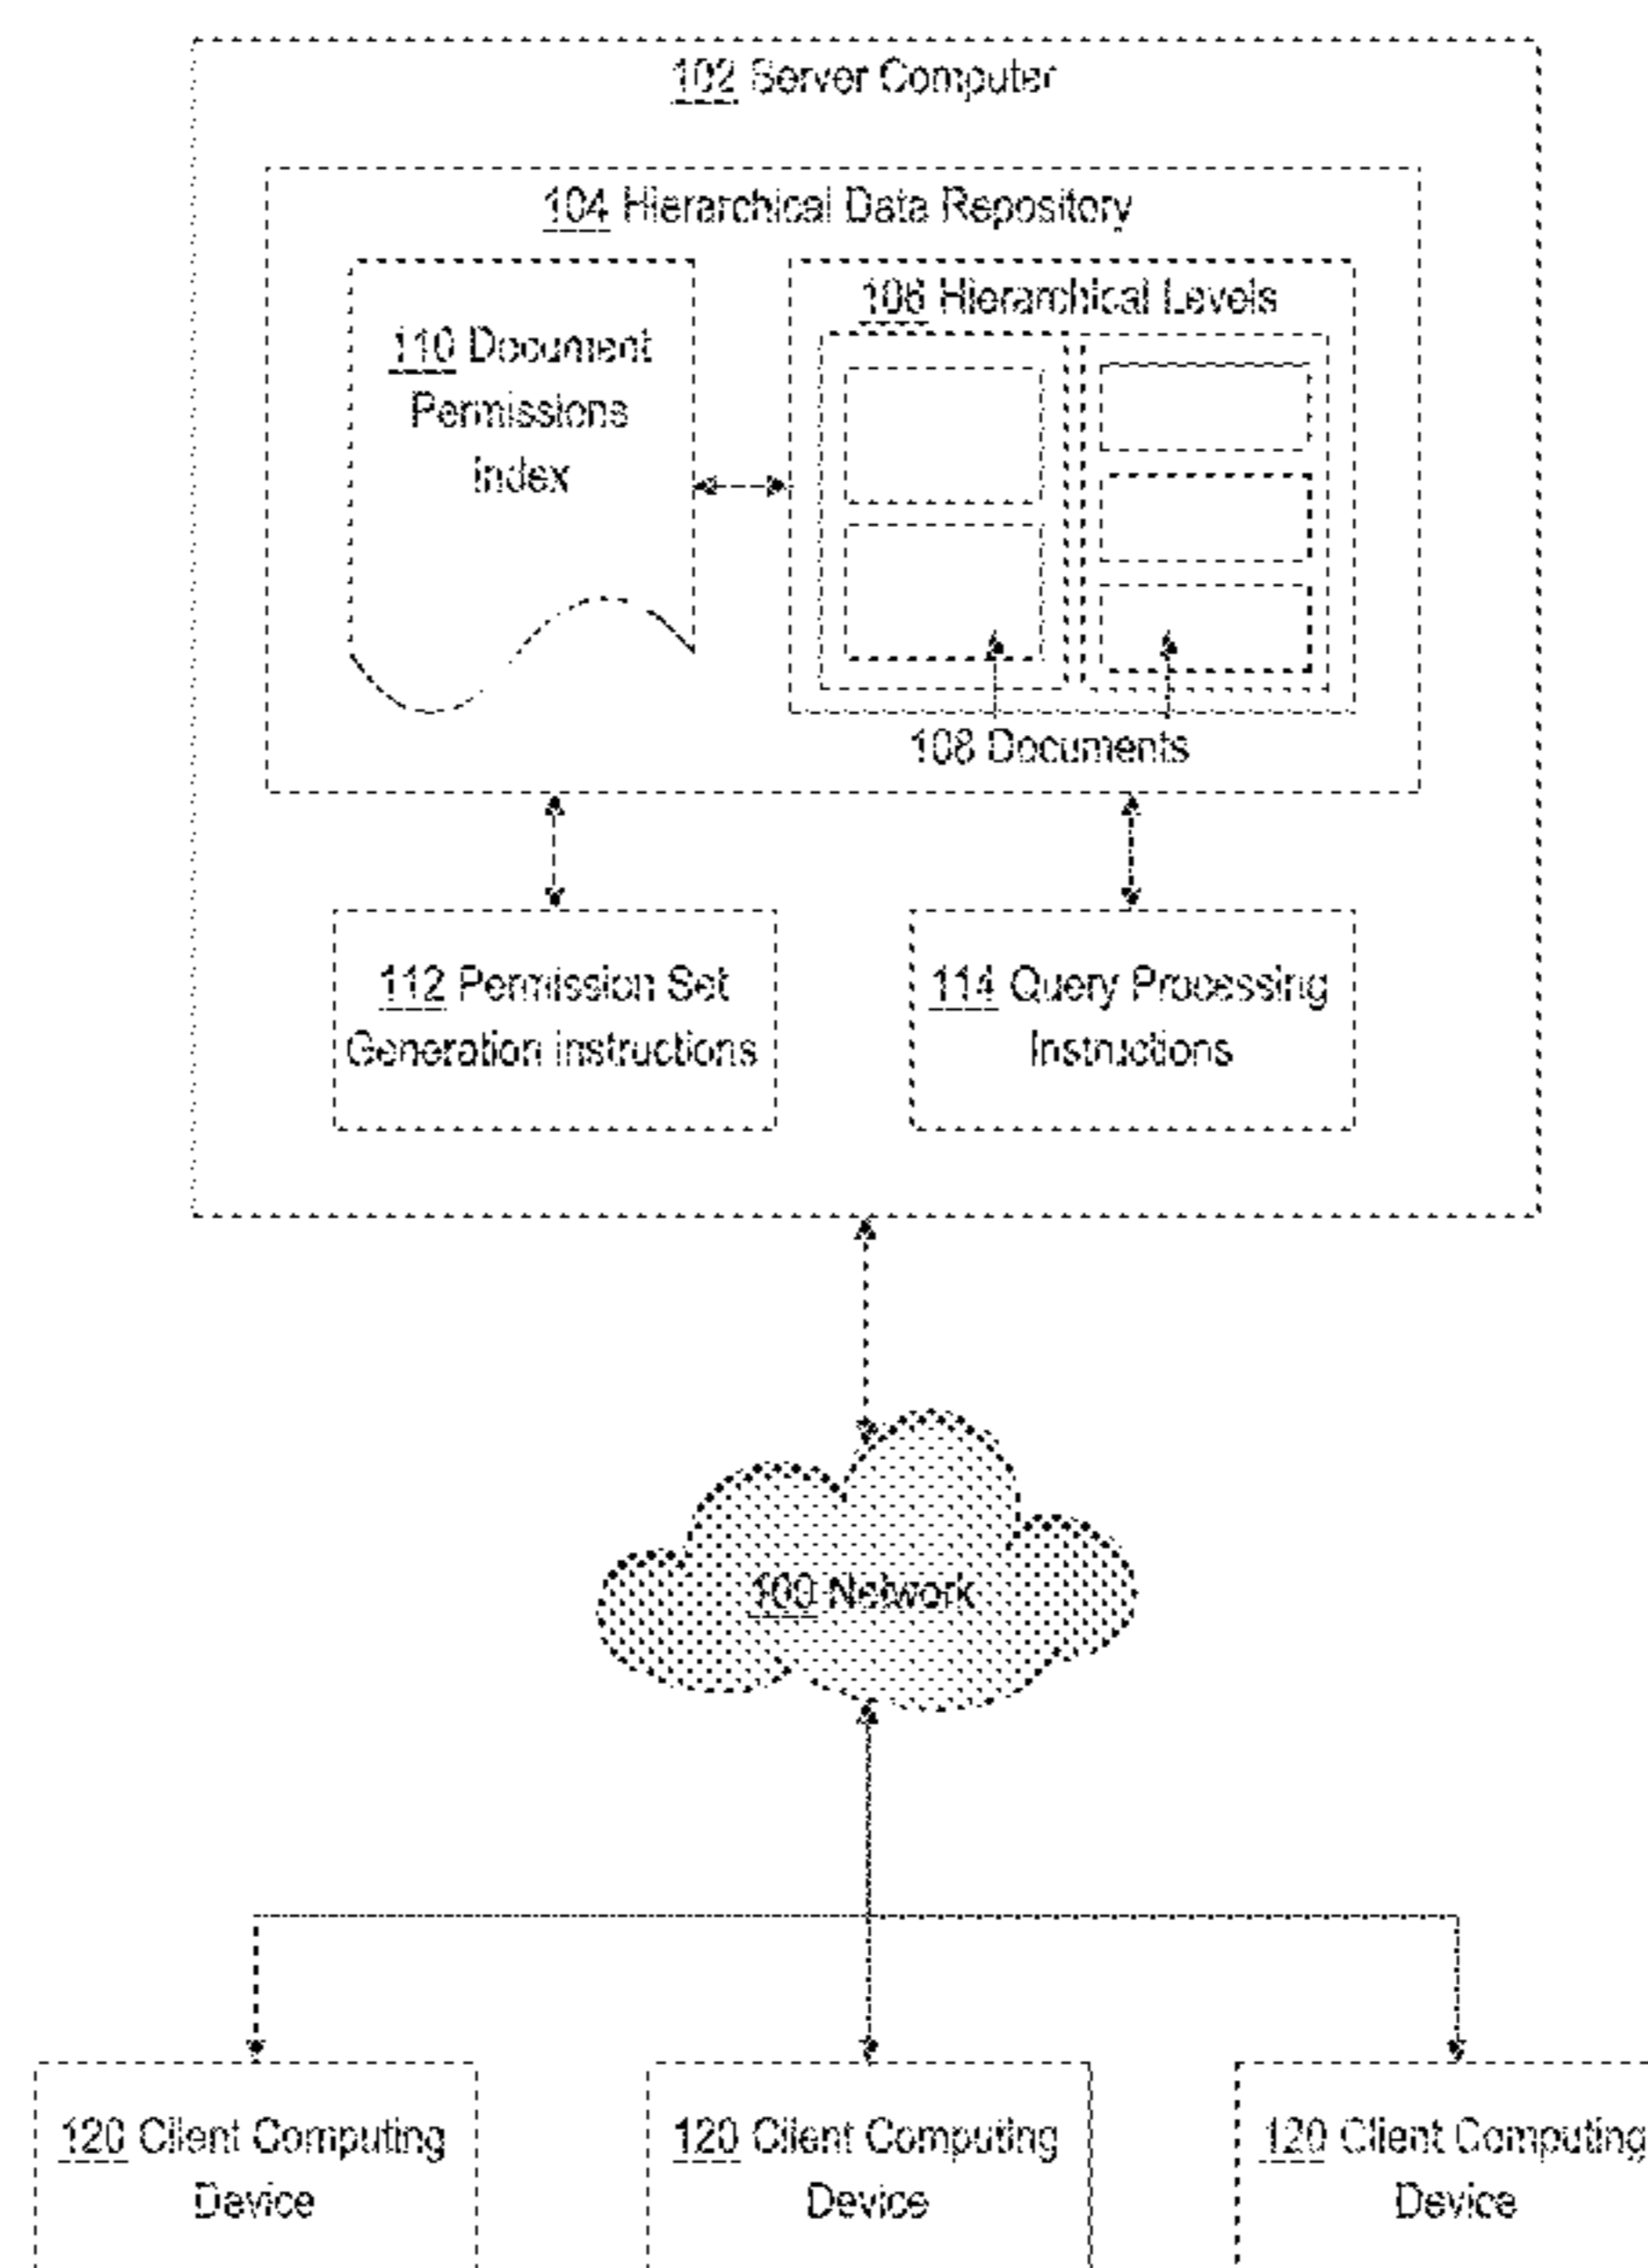 102 Server Computer
104 Hierarchical Data Repository
110 Document
Permissions
Index
106 Hierarchical Levels
108 Documents
112 Permission Set
Generation Instructions
114 Query Processing
Instructions
100 Network
120 Client Computing
Device
120 Client Computing
Device
120 Client Computing
Device